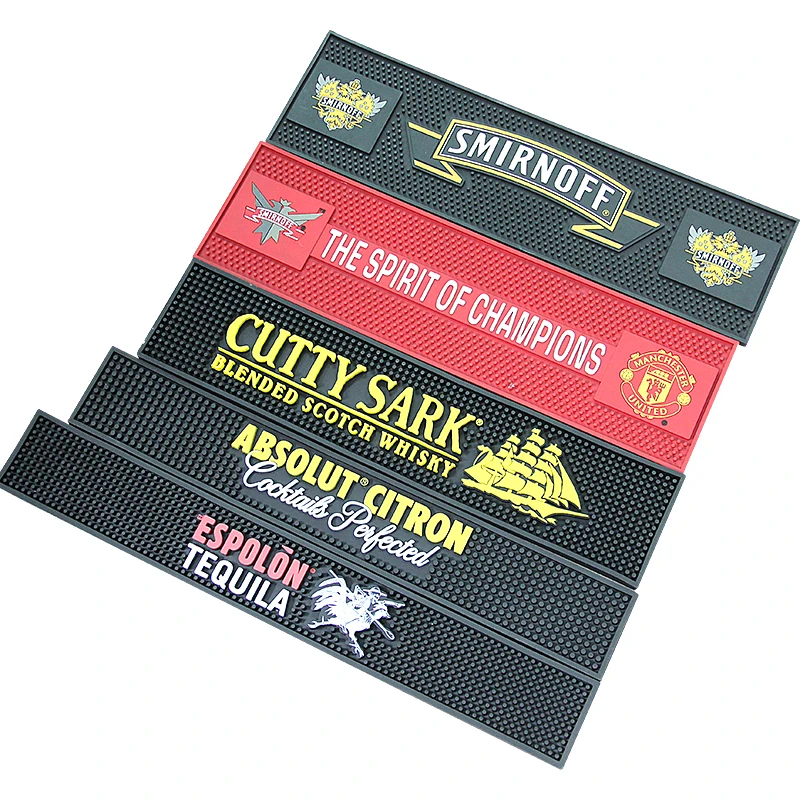 SMIRNOFF
SMIRNOFF®
SMIRNOFF
SMIRNOFF
THE SPIRIT OF CHAMPIONS
MANCHESTER
UNITED
CUTTY SARK®
BLENDED SCOTCH WHISKY
ABSOLUT® CITRON
Cocktails Perfected
ESPOLÒN
TEQUILA